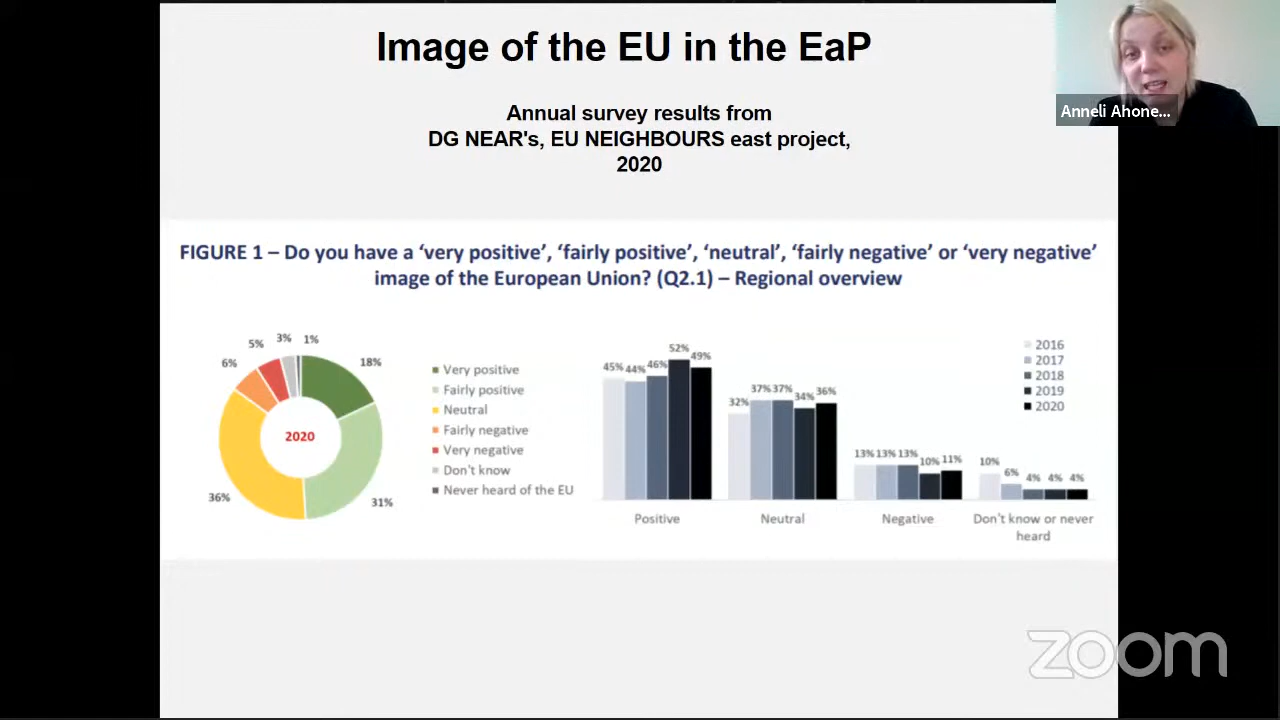 Image of the EU in the EaP
Annual survey results from
DG NEAR's, EU NEIGHBOURS east project,
2020
Anneli Ahone...
FIGURE 1 – Do you have a ‘very positive’, ‘fairly positive’, ‘neutral’, ‘fairly negative’ or ‘very negative’
image of the European Union? (Q2.1) – Regional overview
5% 3% 1%
6% 18%
2020
36% 31%
Very positive
Fairly positive
Neutral
Fairly negative
Very negative
Don't know
Never heard of the EU
45% 44% 46% 52% 49%
32% 37% 37% 34% 36%
13% 13% 13% 10% 11%
10% 6% 4% 4% 4%
Positive
Neutral
Negative
Don't know or never
heard
2016
2017
2018
2019
2020
zoom